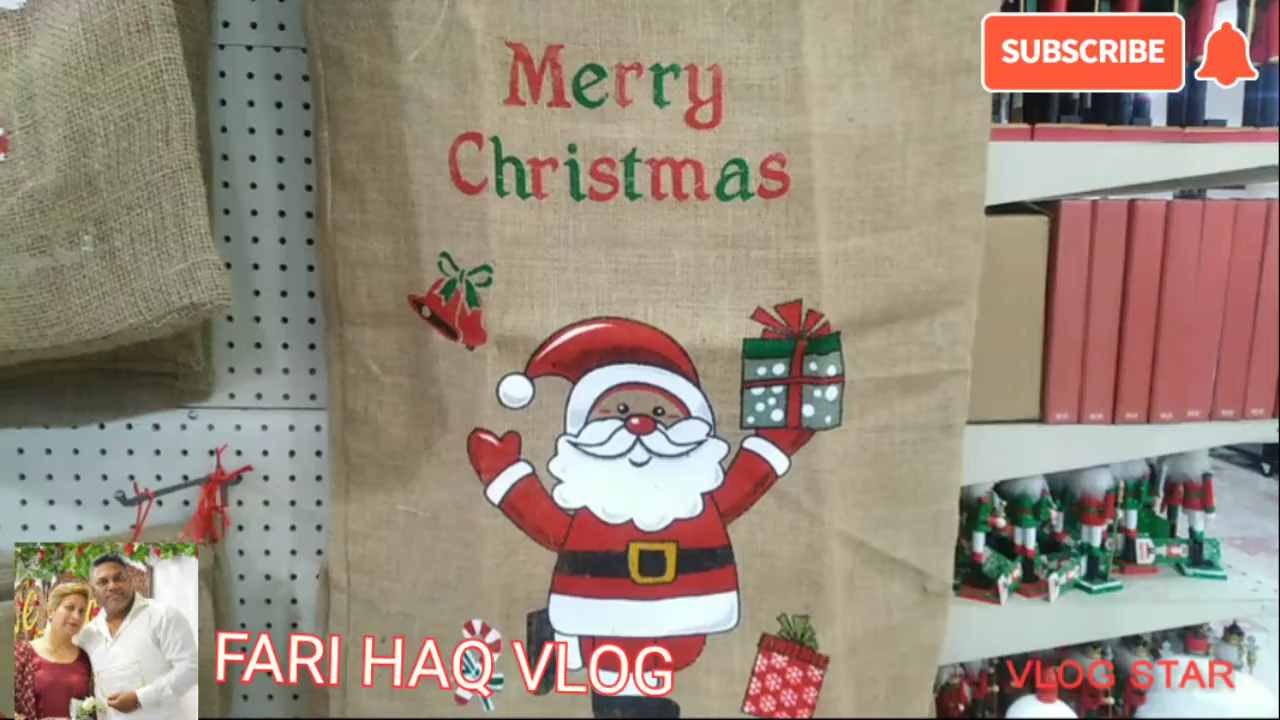 Merry
Christmas
SUBSCRIBE
FARI HAQ VLOG
VLOG STAR